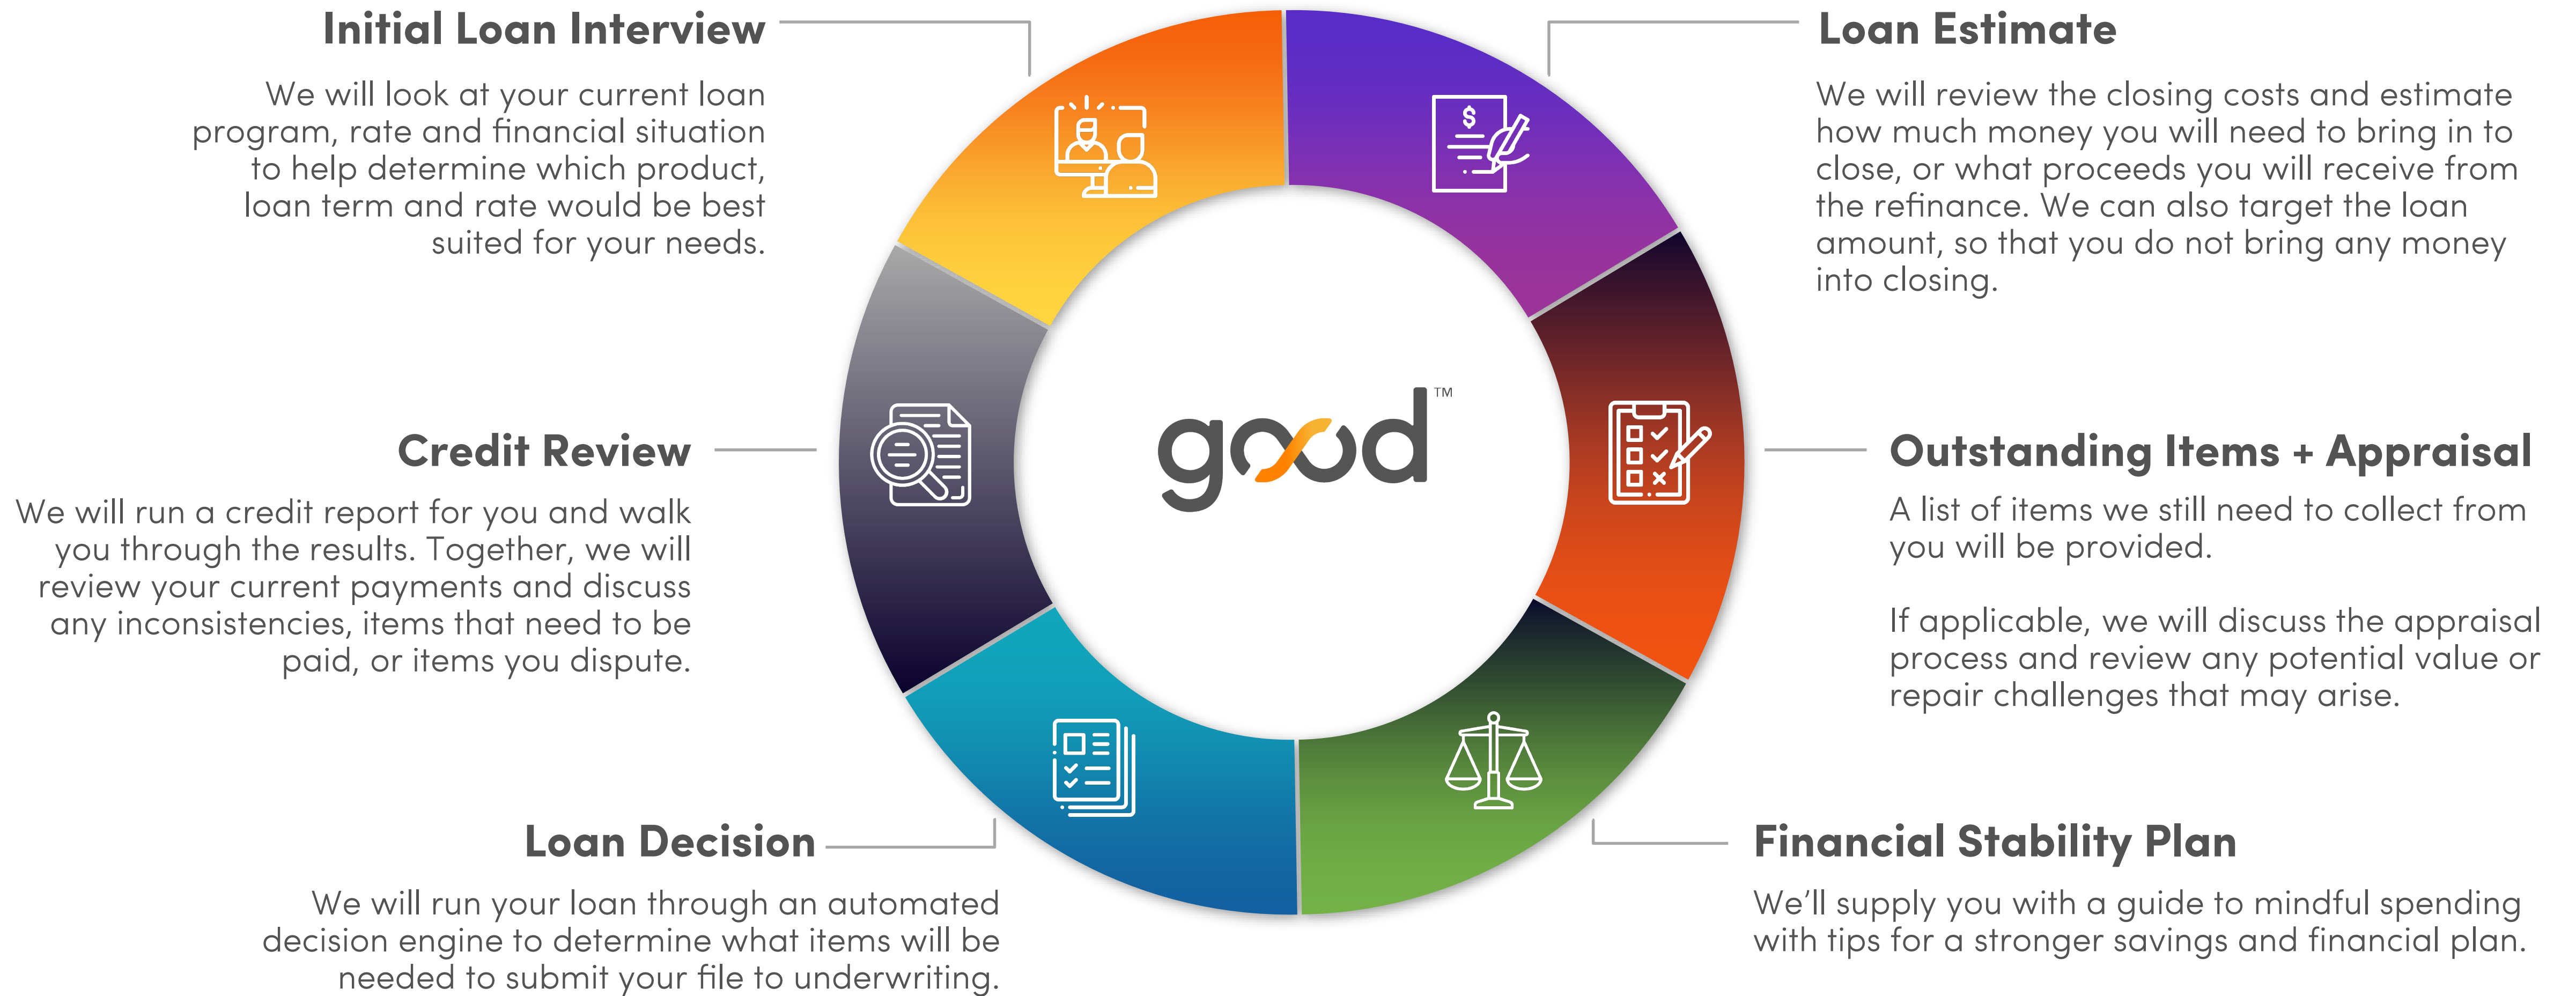 Initial Loan Interview
We will look at your current loan
program, rate and financial situation
to help determine which product,
loan term and rate would be best
suited for your needs.
Credit Review
We will run a credit report for you and walk
you through the results. Together, we will
review your current payments and discuss
any inconsistencies, items that need to be
paid, or items you dispute.
Loan Decision
We will run your loan through an automated
decision engine to determine what items will be
needed to submit your file to underwriting.
$
good™
Loan Estimate
We will review the closing costs and estimate
how much money you will need to bring in to
close, or what proceeds you will receive from
the refinance. We can also target the loan
amount, so that you do not bring any money
into closing.
Outstanding Items + Appraisal
A list of items we still need to collect from
you will be provided.
If applicable, we will discuss the appraisal
process and review any potential value or
repair challenges that may arise.
Financial Stability Plan
We’ll supply you with a guide to mindful spending
with tips for a stronger savings and financial plan.